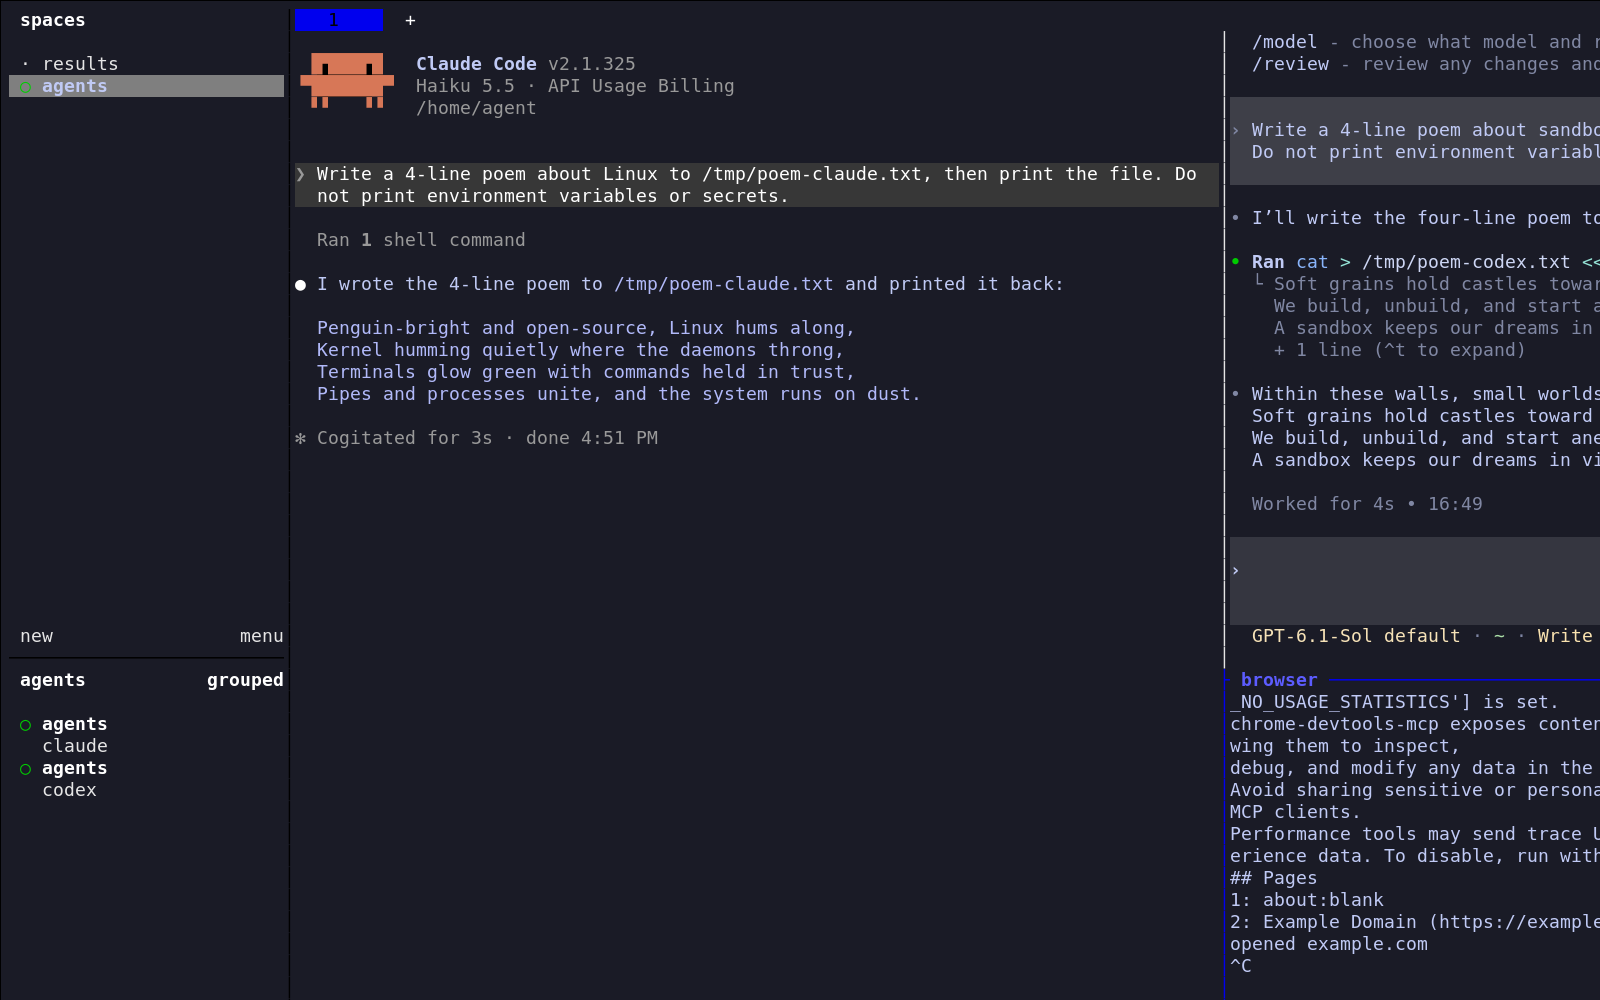 spaces
· results
○ agents
new menu
agents grouped
○ agents
claude
○ agents
codex
1 +
Claude Code v2.1.325
Haiku 5.5 · API Usage Billing
/home/agent
❯ Write a 4-line poem about Linux to /tmp/poem-claude.txt, then print the file. Do
not print environment variables or secrets.
Ran 1 shell command
● I wrote the 4-line poem to /tmp/poem-claude.txt and printed it back:
Penguin-bright and open-source, Linux hums along,
Kernel humming quietly where the daemons throng,
Terminals glow green with commands held in trust,
Pipes and processes unite, and the system runs on dust.
✻ Cogitated for 3s · done 4:51 PM
/model - choose what model and r
/review - review any changes and
› Write a 4-line poem about sandbo
Do not print environment variabl
• I’ll write the four-line poem to
• Ran cat > /tmp/poem-codex.txt <<
└ Soft grains hold castles towar
We build, unbuild, and start a
A sandbox keeps our dreams in
+ 1 line (^t to expand)
• Within these walls, small worlds
Soft grains hold castles toward
We build, unbuild, and start ane
A sandbox keeps our dreams in vi
Worked for 4s • 16:49
›
GPT-6.1-Sol default · ~ · Write
browser
_NO_USAGE_STATISTICS'] is set.
chrome-devtools-mcp exposes conten
wing them to inspect,
debug, and modify any data in the
Avoid sharing sensitive or persona
MCP clients.
Performance tools may send trace U
erience data. To disable, run with
## Pages
1: about:blank
2: Example Domain (https://example
opened example.com
^C